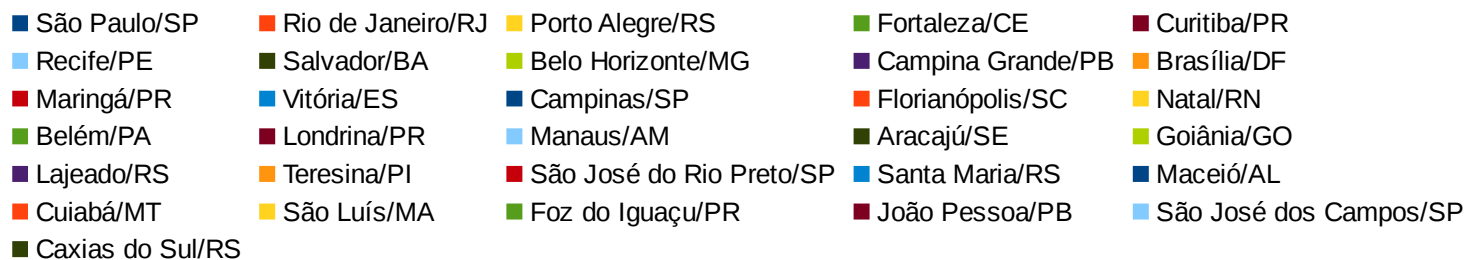 São Paulo/SP Rio de Janeiro/RJ Porto Alegre/RS Fortaleza/CE Curitiba/PR
Recife/PE Salvador/BA Belo Horizonte/MG Campina Grande/PB Brasília/DF
Maringá/PR Vitória/ES Campinas/SP Florianópolis/SC Natal/RN
Belém/PA Londrina/PR Manaus/AM Aracajú/SE Goiânia/GO
Lajeado/RS Teresina/PI São José do Rio Preto/SP Santa Maria/RS Maceió/AL
Cuiabá/MT São Luís/MA Foz do Iguaçu/PR João Pessoa/PB São José dos Campos/SP
Caxias do Sul/RS